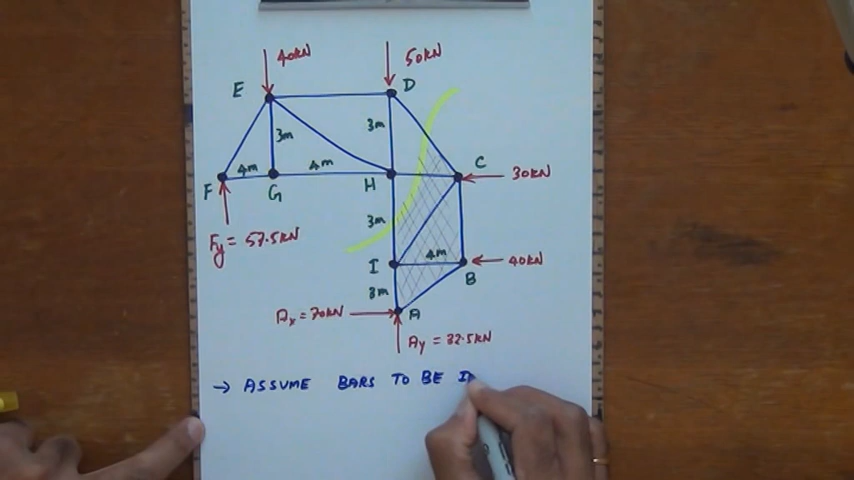 40KN
50KN
E
D
3m
3m
4m
4m
C
30KN
F
G
H
3m
Fy = 57.5KN
I
4m
40KN
B
3m
Ax = 70KN
A
Ay = 32.5KN
→ ASSUME BARS TO BE I